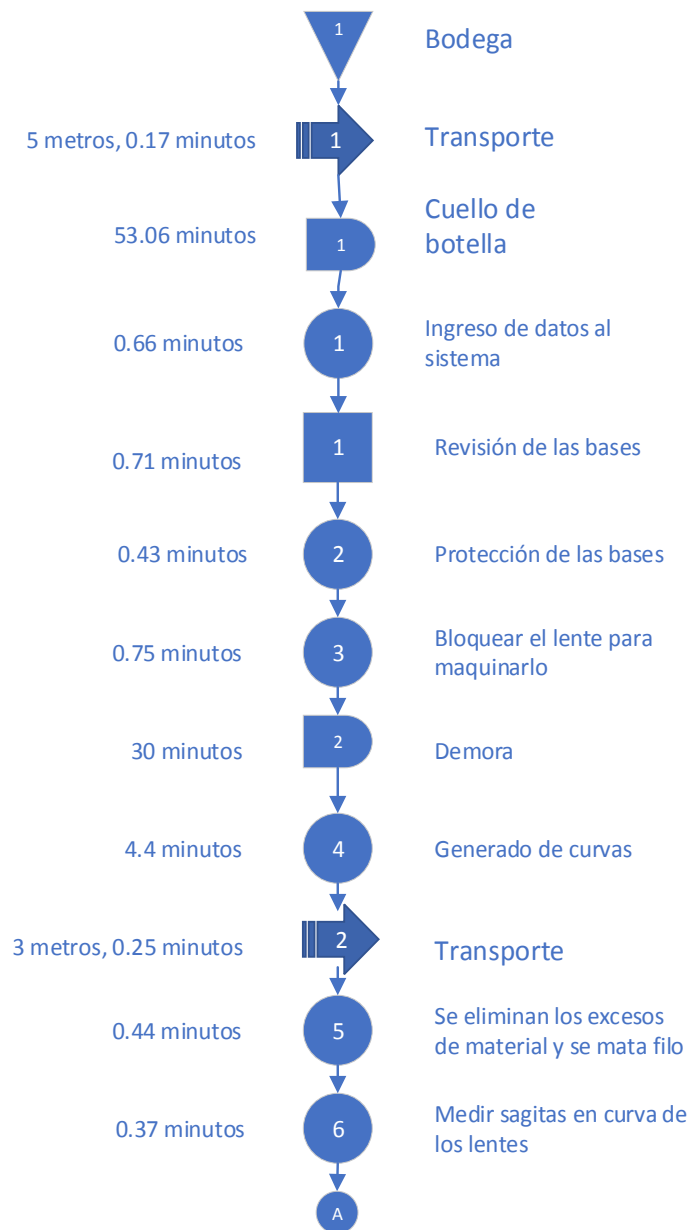 1
Bodega
5 metros, 0.17 minutos
1
Transporte
53.06 minutos
1
Cuello de
botella
0.66 minutos
1
Ingreso de datos al
sistema
0.71 minutos
1
Revisión de las bases
0.43 minutos
2
Protección de las bases
0.75 minutos
3
Bloquear el lente para
maquinarlo
30 minutos
2
Demora
4.4 minutos
4
Generado de curvas
3 metros, 0.25 minutos
2
Transporte
0.44 minutos
5
Se eliminan los excesos
de material y se mata filo
0.37 minutos
6
Medir sagitas en curva de
los lentes
A